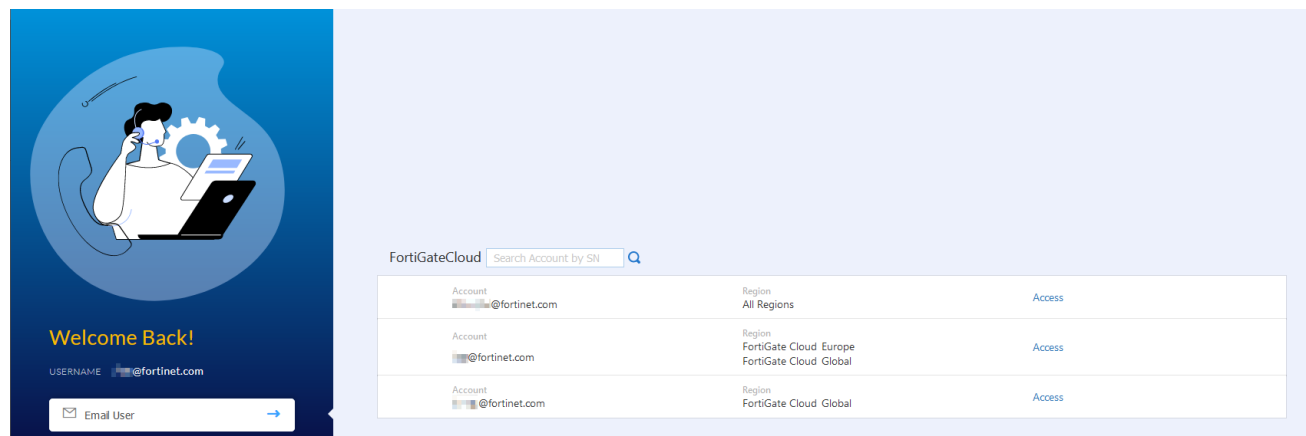 Welcome Back!
USERNAME @fortinet.com
Email User
FortiGateCloud Search Account by SN
Account Region
@fortinet.com All Regions Access
Account Region
@fortinet.com FortiGate Cloud Europe Access
FortiGate Cloud Global
Account Region
@fortinet.com FortiGate Cloud Global Access